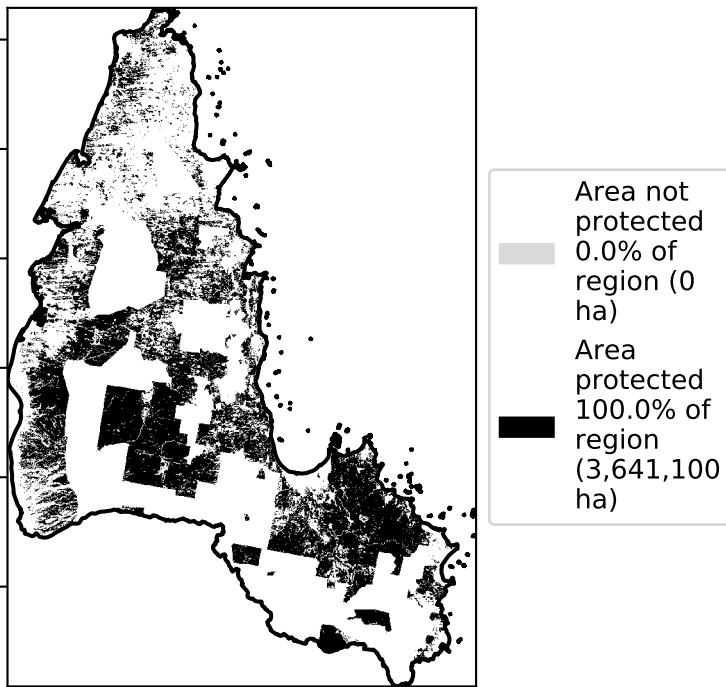 Area not
protected
0.0% of
region (0
ha)
Area
protected
100.0% of
region
(3,641,100
ha)